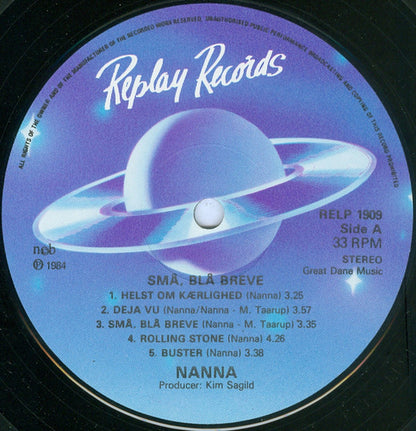 ALL RIGHTS OF THE OWNER AND OF THE MANUFACTURER OF THE RECORDED WORK RESERVED. UNAUTHORISED PUBLIC PERFORMANCE BROADCASTING AND COPYING OF THIS RECORD PROHIBITED
Replay Records
RELP 1909
Side A
33 RPM
STEREO
Great Dane Music
ncb
℗ 1984
SMÅ, BLÅ BREVE
1. HELST OM KÆRLIGHED (Nanna) 3.25
2. DEJA VU (Nanna/Nanna - M. Taarup) 3.57
3. SMÅ, BLÅ BREVE (Nanna - M. Taarup) 3.35
4. ROLLING STONE (Nanna) 4.26
5. BUSTER (Nanna) 3.38
NANNA
Producer: Kim Sagild